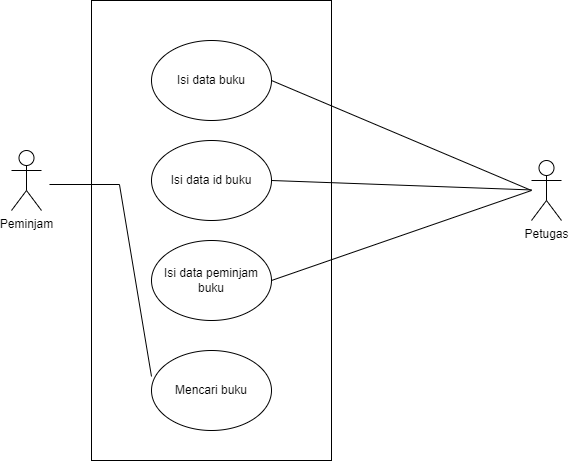 Isi data buku
Isi data id buku
Peminjam
Petugas
Isi data peminjam
buku
Mencari buku